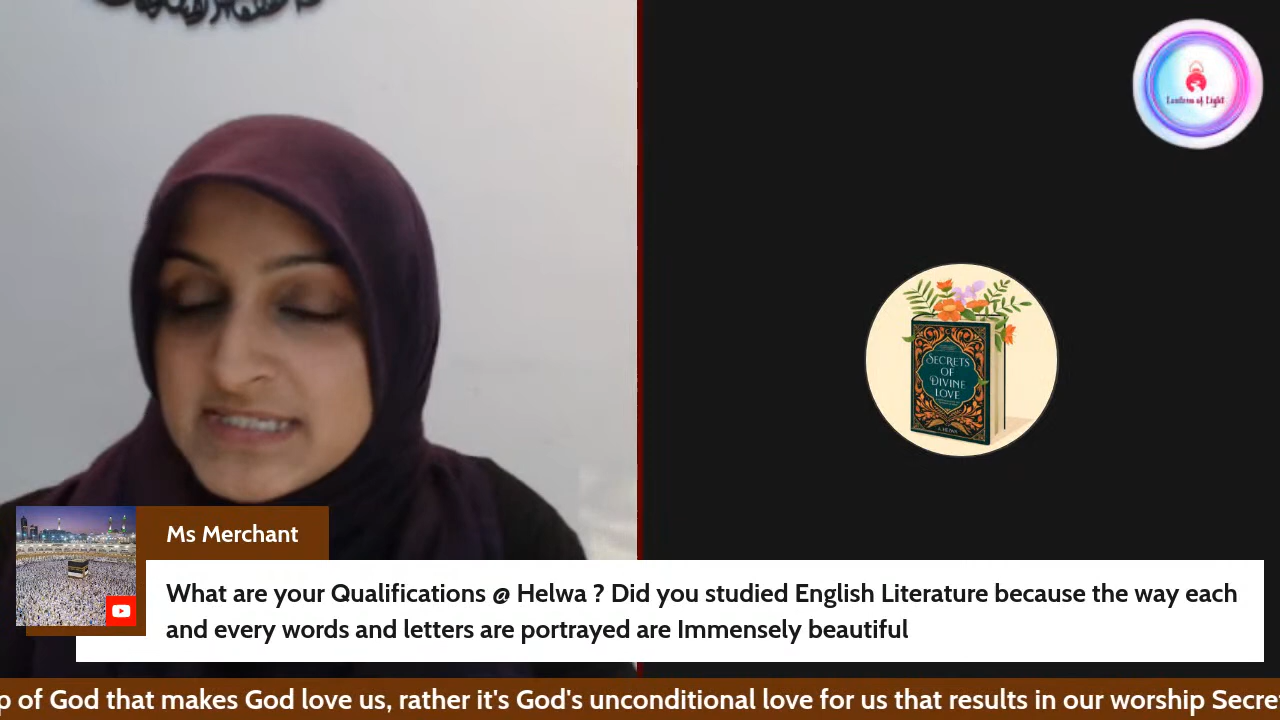 Lantern of Light
SECRETS
OF
DIVINE
LOVE
A. HELWA
Ms Merchant
What are your Qualifications @ Helwa ? Did you studied English Literature because the way each
and every words and letters are portrayed are Immensely beautiful
p of God that makes God love us, rather it's God's unconditional love for us that results in our worship Secre